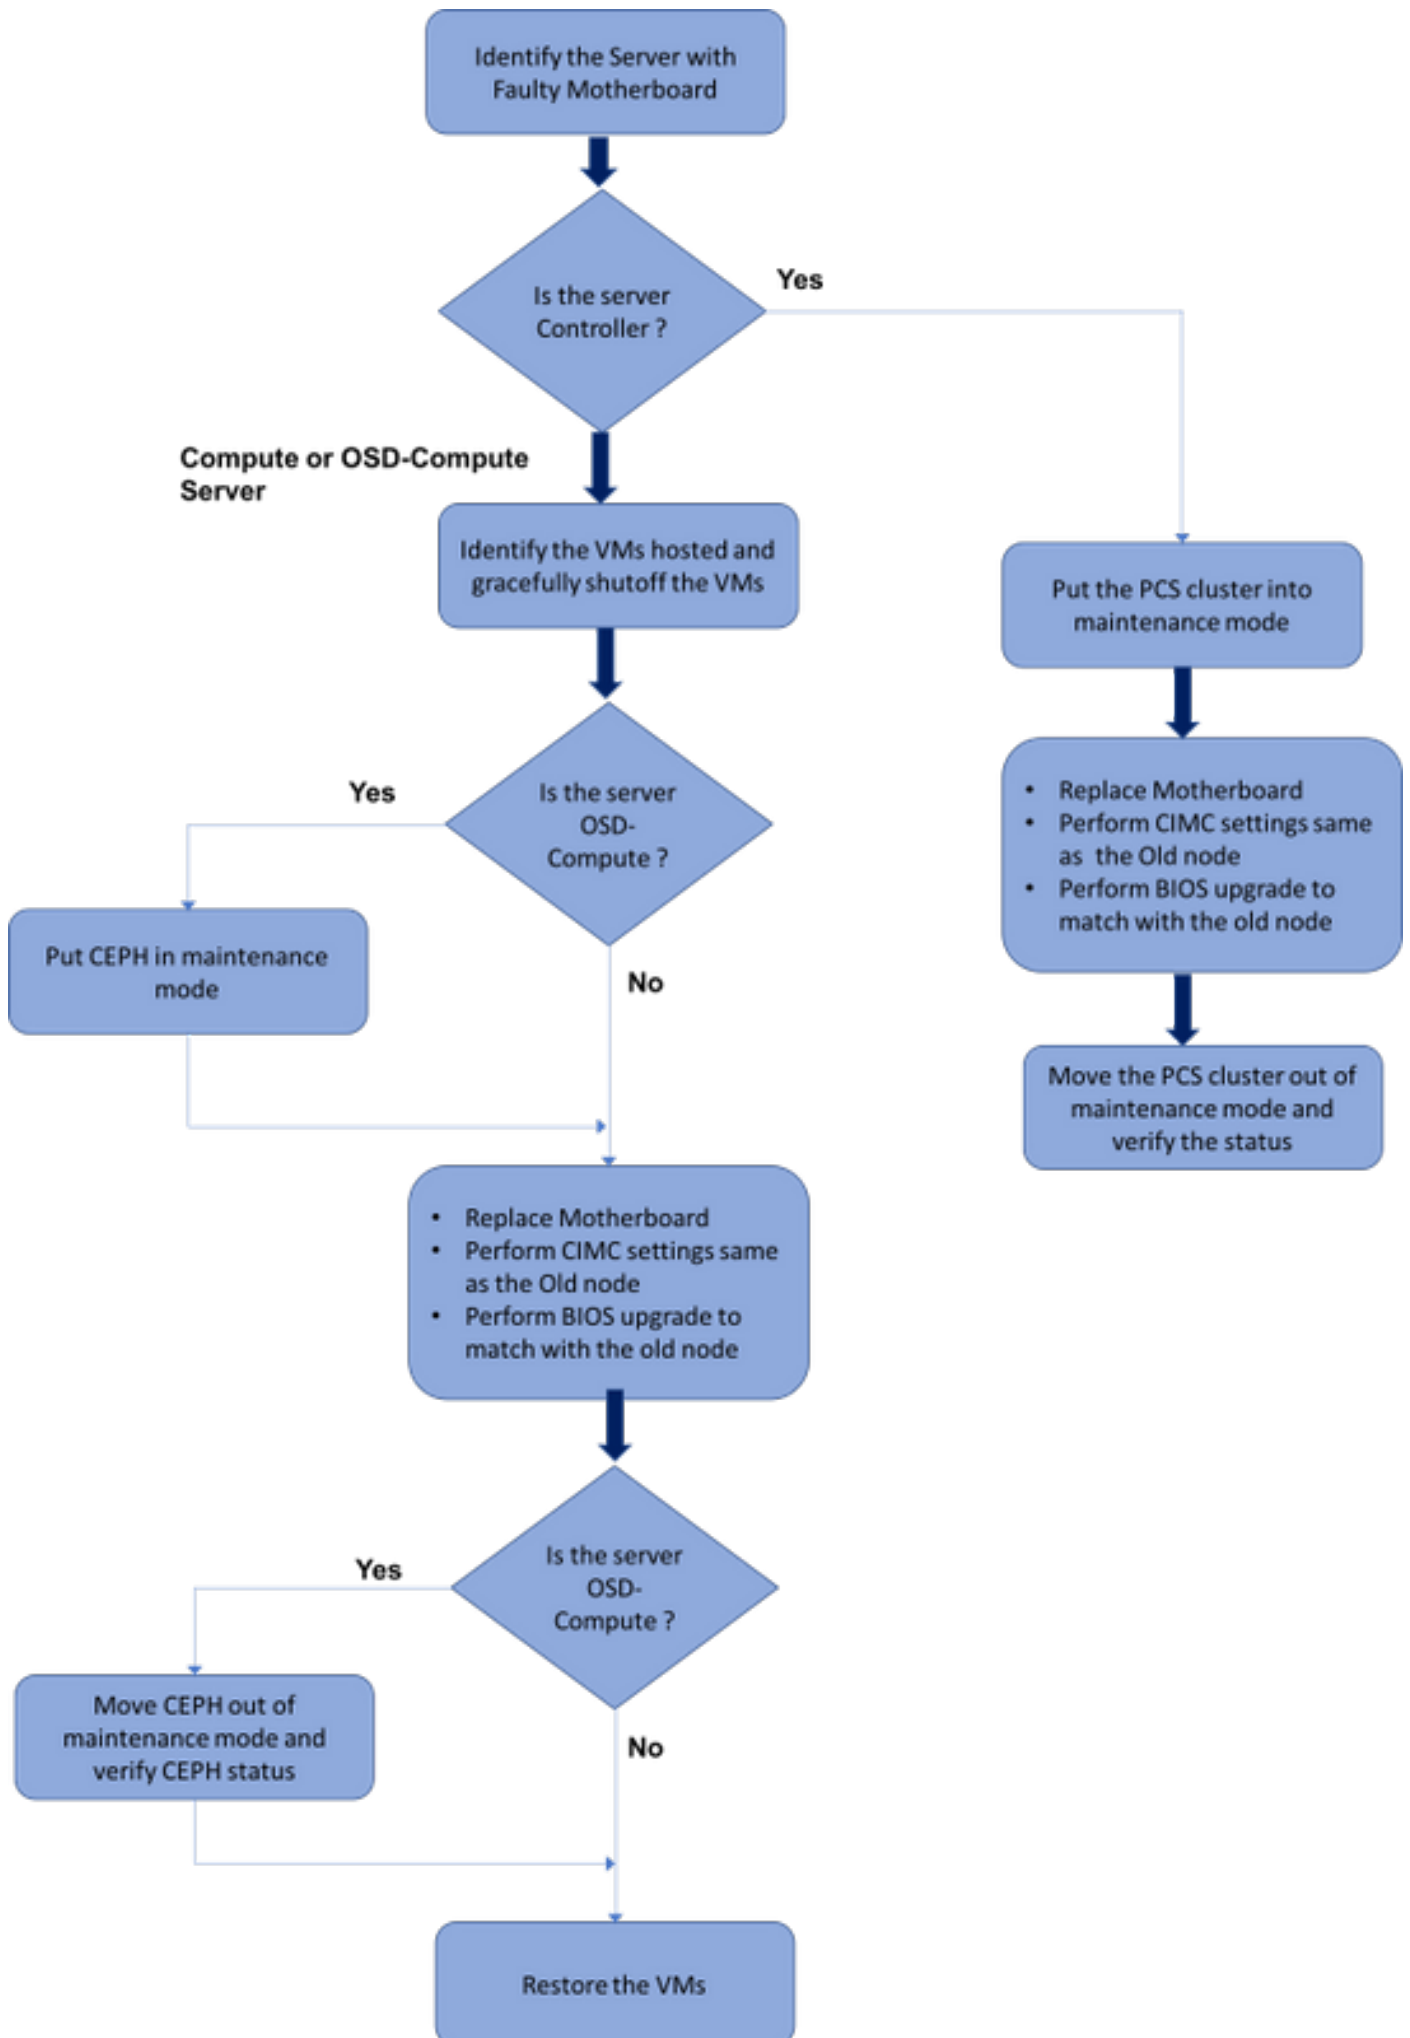 Identify the Server with
Faulty Motherboard
Is the server
Controller ?
Yes
Compute or OSD-Compute
Server
Identify the VMs hosted and
gracefully shutoff the VMs
Put the PCS cluster into
maintenance mode
Is the server
OSD-
Compute ?
Yes
No
Put CEPH in maintenance
mode
• Replace Motherboard
• Perform CIMC settings same
as the Old node
• Perform BIOS upgrade to
match with the old node
Move the PCS cluster out of
maintenance mode and
verify the status
• Replace Motherboard
• Perform CIMC settings same
as the Old node
• Perform BIOS upgrade to
match with the old node
Is the server
OSD-
Compute ?
Yes
No
Move CEPH out of
maintenance mode and
verify CEPH status
Restore the VMs